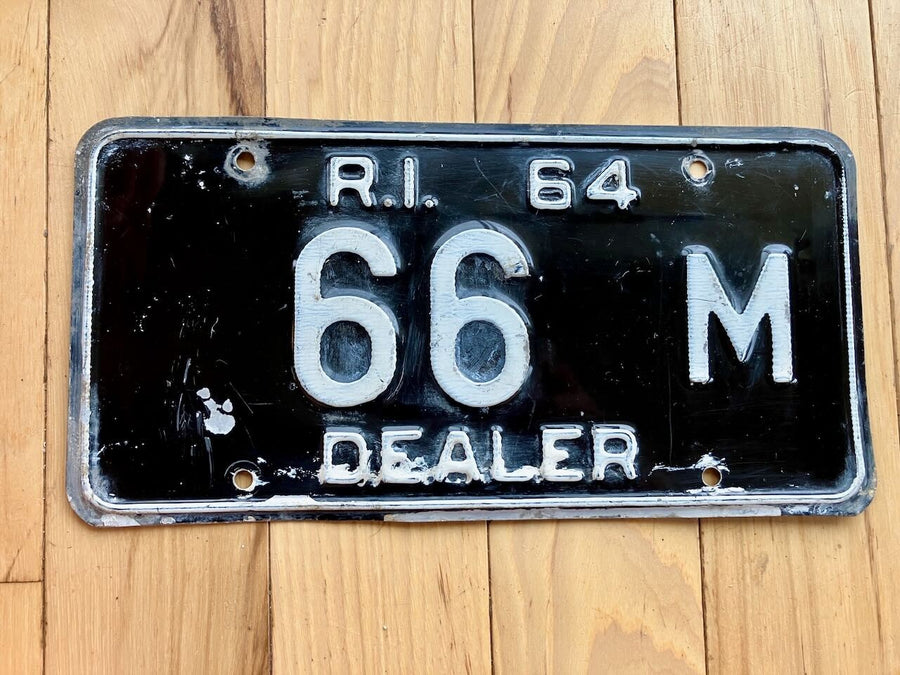 R.I. 64
66 M
DEALER